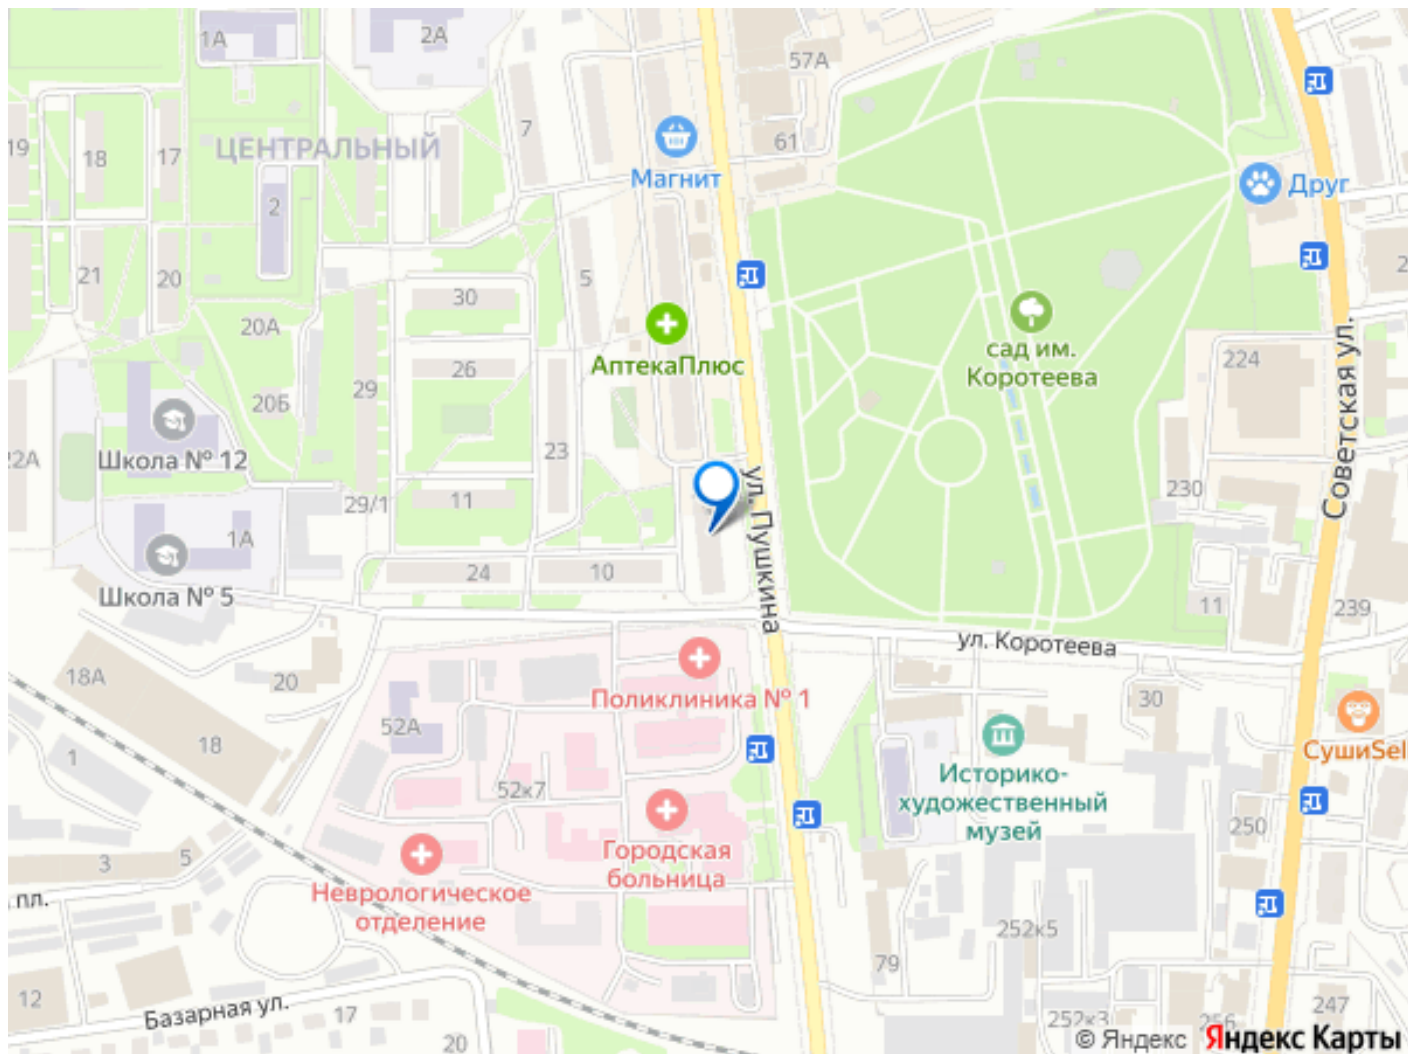 1А
2А
57А
7
61
19
18
17
ЦЕНТРАЛЬНЫЙ
Магнит
Друг
2
21
20
5
30
20А
АптекаПлюс
сад им.
Коротеева
224
Советская ул.
26
29
20Б
Школа № 12
22А
23
11
29/1
230
ул. Пушкина
1А
Школа № 5
24
10
11
239
ул. Коротеева
18А
20
Поликлиника № 1
30
52А
18
1
СушиSel
Историко-
художественный
музей
52к7
Городская
больница
250
3
5
Неврологическое
отделение
пл.
252к5
79
12
Базарная ул.
17
20
252к3
256
247
© Яндекс Яндекс Карты